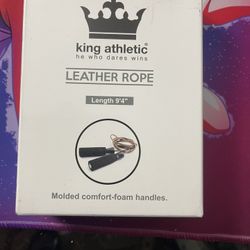 king athletic®
he who dares wins
LEATHER ROPE
Length 9'4"
Molded comfort-foam handles.